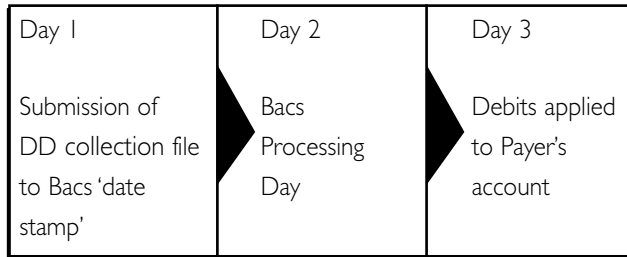 Day 1
Submission of
DD collection file
to Bacs ‘date
stamp’
Day 2
Bacs
Processing
Day
Day 3
Debits applied
to Payer’s
account